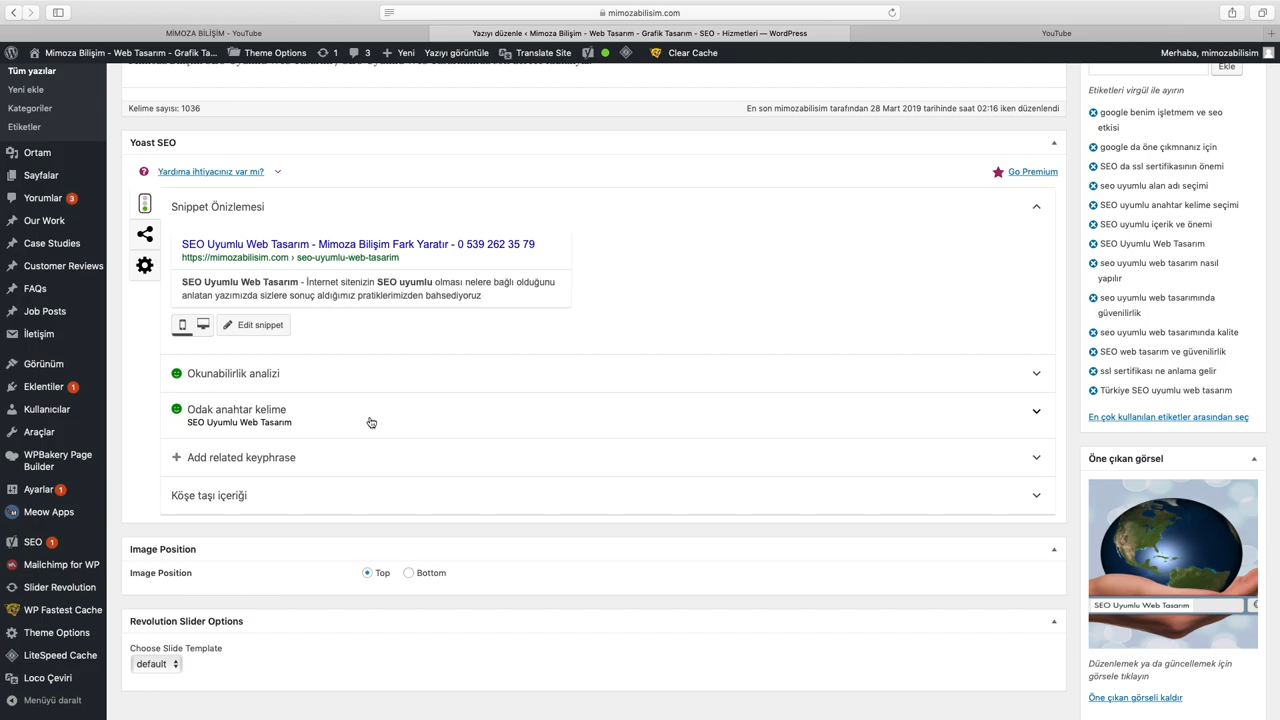 mimozabilisim.com
MİMOZA BİLİŞİM - YouTube
Yazıyı düzenle ‹ Mimoza Bilişim - Web Tasarım - Grafik Tasarım - SEO - Hizmetleri — WordPress
YouTube
Mimoza Bilişim - Web Tasarım - Grafik Ta...
Theme Options
1
3
Yeni
Yazıyı görüntüle
Translate Site
Clear Cache
Merhaba, mimozabilisim
Tüm yazılar
Yeni ekle
Kategoriler
Etiketler
Ortam
Sayfalar
Yorumlar 3
Our Work
Case Studies
Customer Reviews
FAQs
Job Posts
İletişim
Görünüm
Eklentiler 1
Kullanıcılar
Araçlar
WPBakery Page
Builder
Ayarlar 1
Meow Apps
SEO 1
Mailchimp for WP
Slider Revolution
WP Fastest Cache
Theme Options
LiteSpeed Cache
Loco Çeviri
Menüyü daralt
Kelime sayısı: 1036
En son mimozabilisim tarafından 28 Mart 2019 tarihinde saat 02:16 iken düzenlendi
Yoast SEO
Yardıma ihtiyacınız var mı?
Go Premium
Snippet Önizlemesi
SEO Uyumlu Web Tasarım - Mimoza Bilişim Fark Yaratır - 0 539 262 35 79
https://mimozabilisim.com › seo-uyumlu-web-tasarim
SEO Uyumlu Web Tasarım - İnternet sitenizin SEO uyumlu olması nelere bağlı olduğunu
anlatan yazımızda sizlere sonuç aldığımız pratiklerimizden bahsediyoruz
Edit snippet
Okunabilirlik analizi
Odak anahtar kelime
SEO Uyumlu Web Tasarım
Add related keyphrase
Köşe taşı içeriği
Image Position
Image Position
Top
Bottom
Revolution Slider Options
Choose Slide Template
default
Ekle
Etiketleri virgül ile ayırın
google benim işletmem ve seo
etkisi
google da öne çıkmnanız için
SEO da ssl sertifikasının önemi
seo uyumlu alan adı seçimi
SEO uyumlu anahtar kelime seçimi
seo uyumlu içerik ve önemi
SEO Uyumlu Web Tasarım
seo uyumlu web tasarım nasıl
yapılır
seo uyumlu web tasarımında
güvenilirlik
seo uyumlu web tasarımında kalite
SEO web tasarım ve güvenilirlik
ssl sertifikası ne anlama gelir
Türkiye SEO uyumlu web tasarım
En çok kullanılan etiketler arasından seç
Öne çıkan görsel
SEO Uyumlu Web Tasarım
Düzenlemek ya da güncellemek için
görsele tıklayın
Öne çıkan görseli kaldır